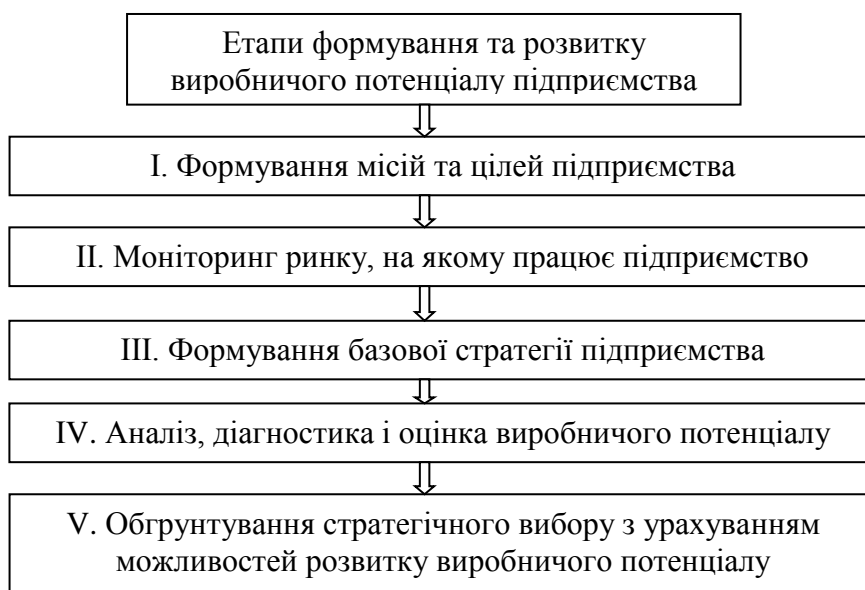 Етапи формування та розвитку
виробничого потенціалу підприємства
І. Формування місій та цілей підприємства
ІІ. Моніторинг ринку, на якому працює підприємство
ІІІ. Формування базової стратегії підприємства
IV. Аналіз, діагностика і оцінка виробничого потенціалу
V. Обгрунтування стратегічного вибору з урахуванням
можливостей розвитку виробничого потенціалу